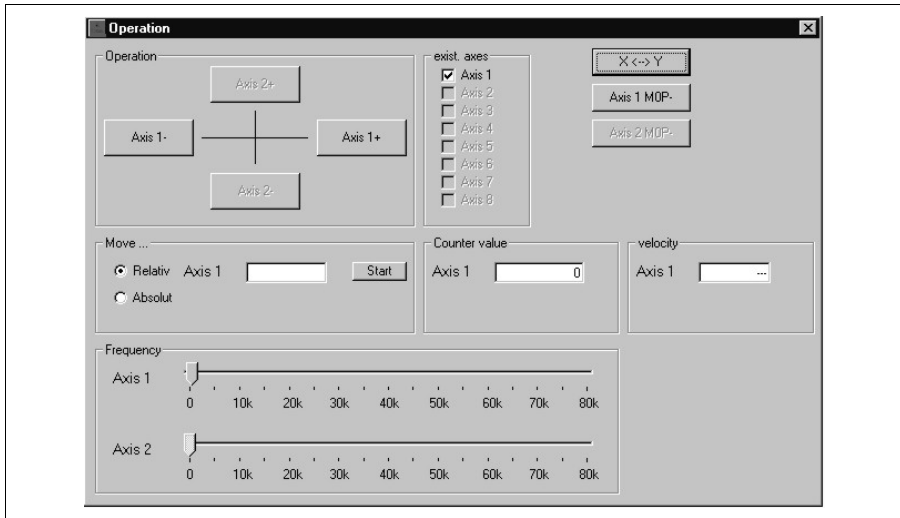 Operation
Operation
Axis 2+
Axis 1-
Axis 1+
Axis 2-
exist. axes
Axis 1
Axis 2
Axis 3
Axis 4
Axis 5
Axis 6
Axis 7
Axis 8
X <--> Y
Axis 1 MOP-
Axis 2 MOP-
Move ...
Relativ Axis 1 Start
Absolut
Counter value
Axis 1 0
velocity
Axis 1 ---
Frequency
Axis 1
0 10k 20k 30k 40k 50k 60k 70k 80k
Axis 2
0 10k 20k 30k 40k 50k 60k 70k 80k